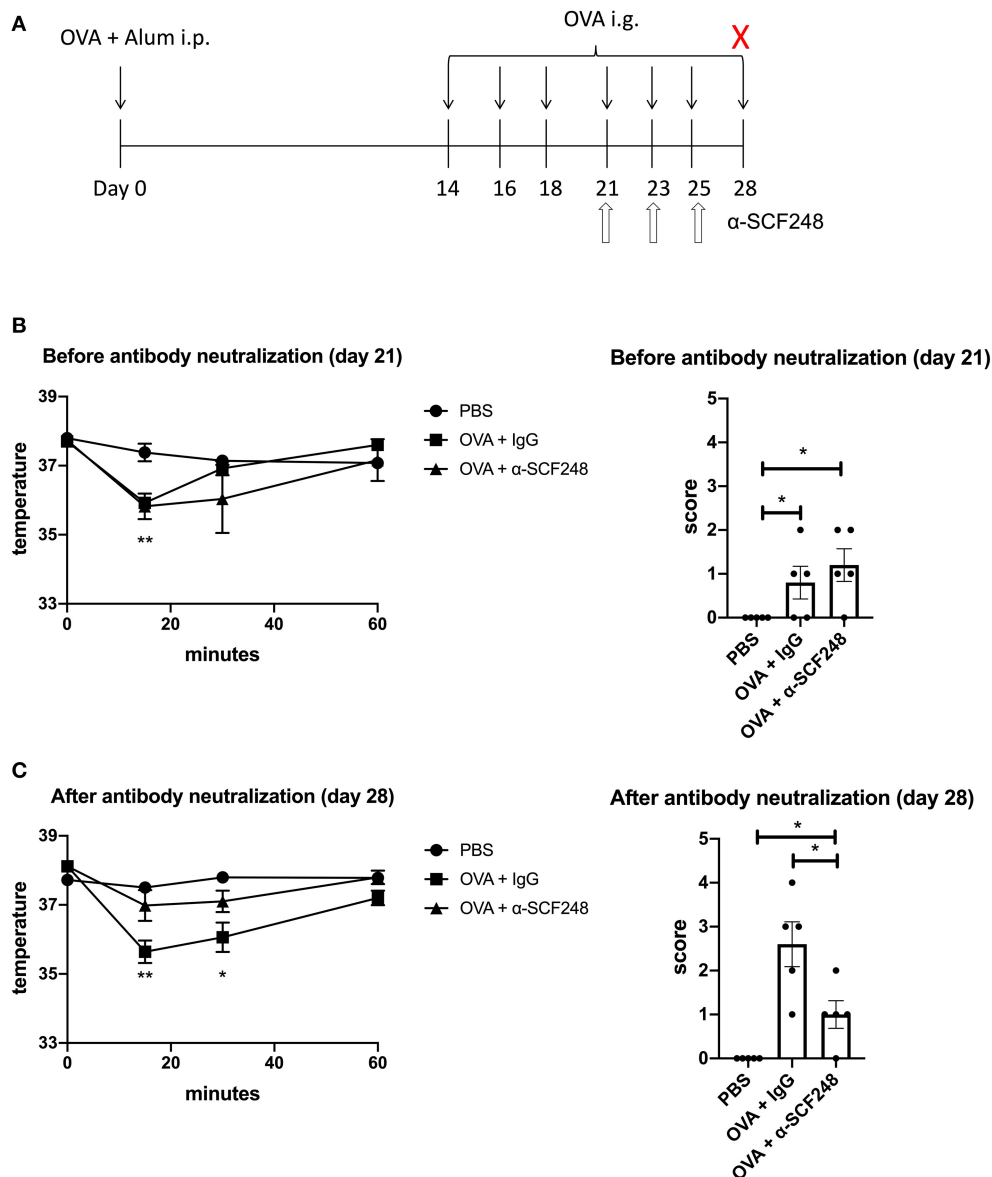 A
OVA + Alum i.p.
OVA i.g.
X
Day 0
14
16
18
21
23
25
28
α-SCF248
B
Before antibody neutralization (day 21)
39
37
35
33
temperature
**
0
20
40
60
minutes
PBS
OVA + IgG
OVA + α-SCF248
Before antibody neutralization (day 21)
5
4
3
2
1
0
score
*
*
PBS
OVA + IgG
OVA + α-SCF248
C
After antibody neutralization (day 28)
39
37
35
33
temperature
**
*
0
20
40
60
minutes
PBS
OVA + IgG
OVA + α-SCF248
After antibody neutralization (day 28)
5
4
3
2
1
0
score
*
*
PBS
OVA + IgG
OVA + α-SCF248